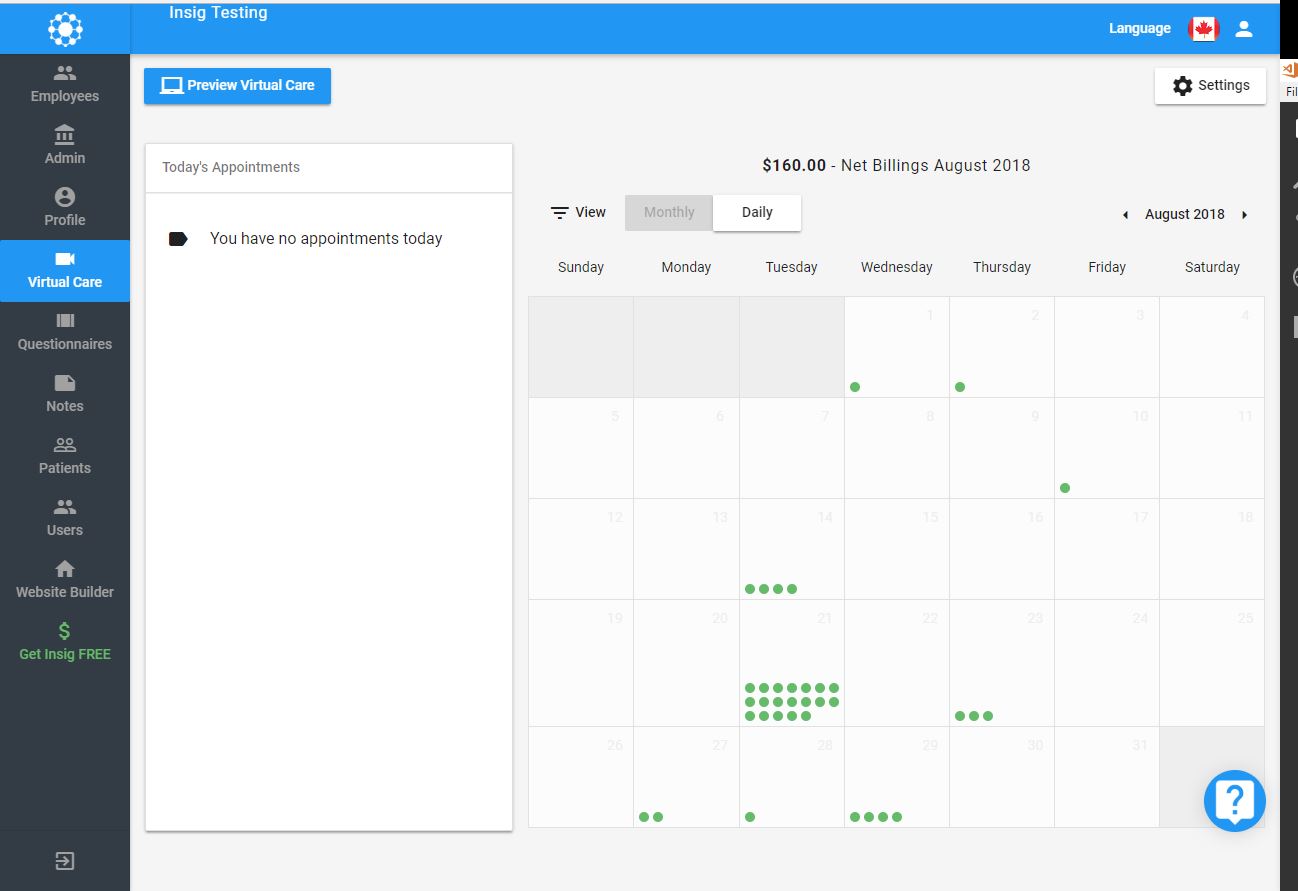 Insig Testing
Language
Employees
Admin
Profile
Virtual Care
Questionnaires
Notes
Patients
Users
Website Builder
$
Get Insig FREE
Preview Virtual Care
Settings
Today's Appointments
You have no appointments today
$160.00 - Net Billings August 2018
View Monthly Daily August 2018
Sunday Monday Tuesday Wednesday Thursday Friday Saturday
1 2 3 4
5 6 7 8 9 10 11
12 13 14 15 16 17 18
19 20 21 22 23 24 25
26 27 28 29 30 31
?
Fil